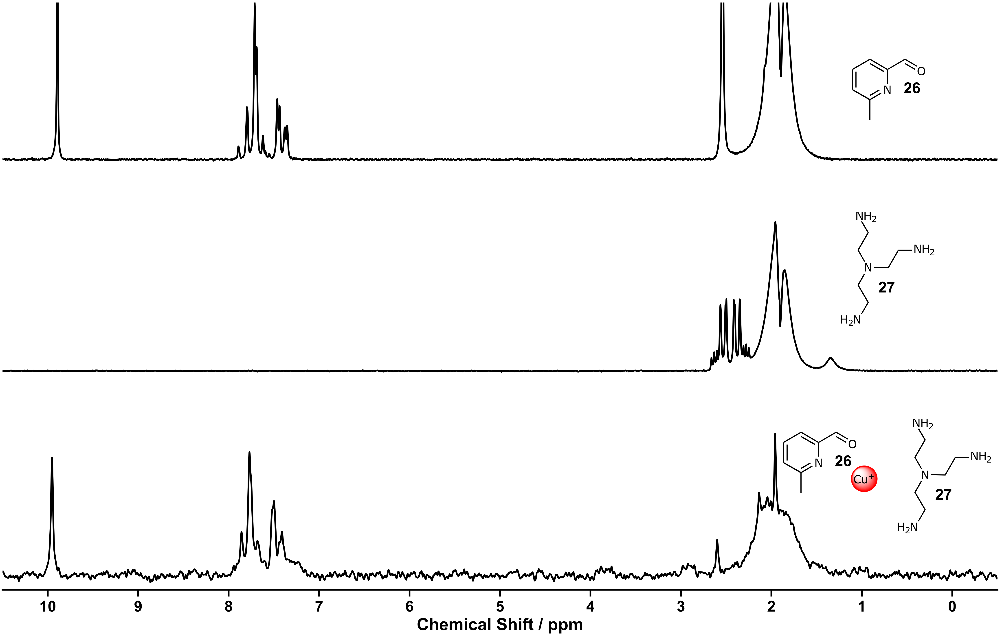 O
N
26
NH2
NH2
N
27
H2N
NH2
O
NH2
26
N
N
Cu+
27
H2N
10 9 8 7 6 5 4 3 2 1 0
Chemical Shift / ppm